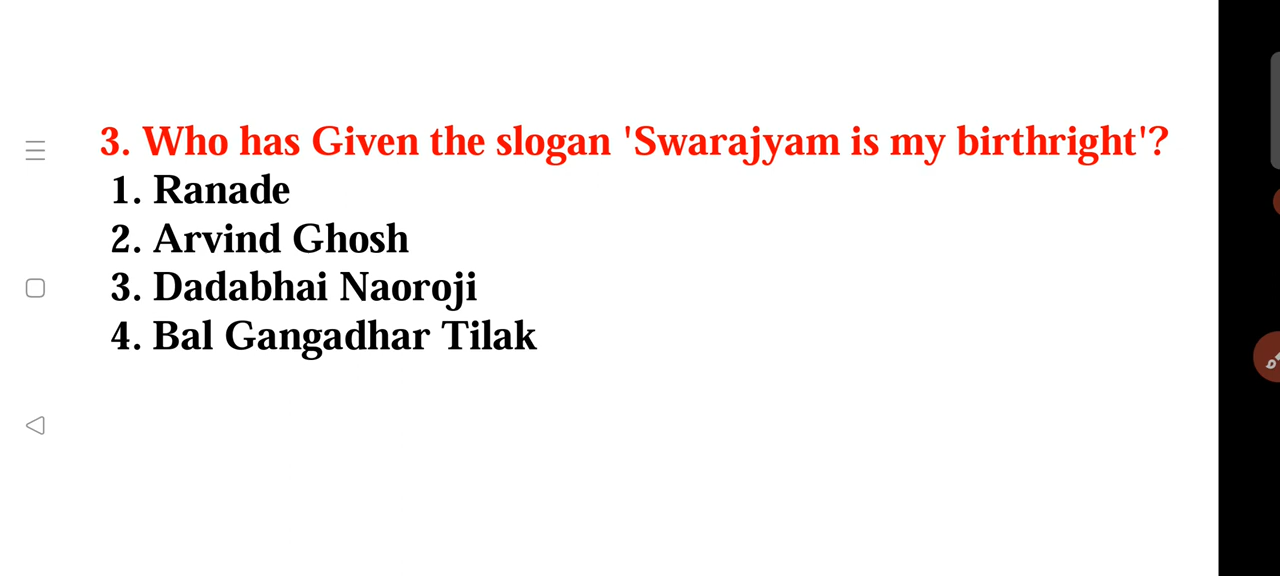 3. Who has Given the slogan 'Swarajyam is my birthright'?
1. Ranade
2. Arvind Ghosh
3. Dadabhai Naoroji
4. Bal Gangadhar Tilak